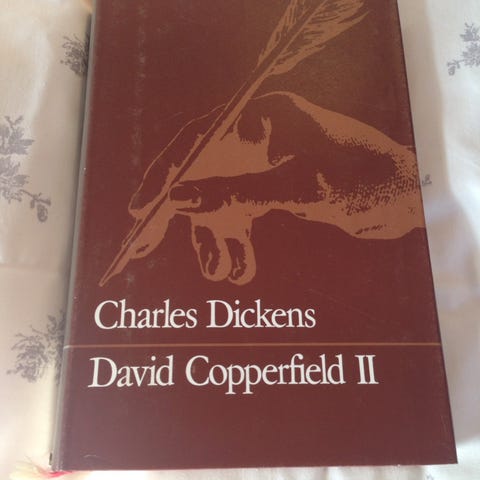 Charles Dickens
David Copperfield II